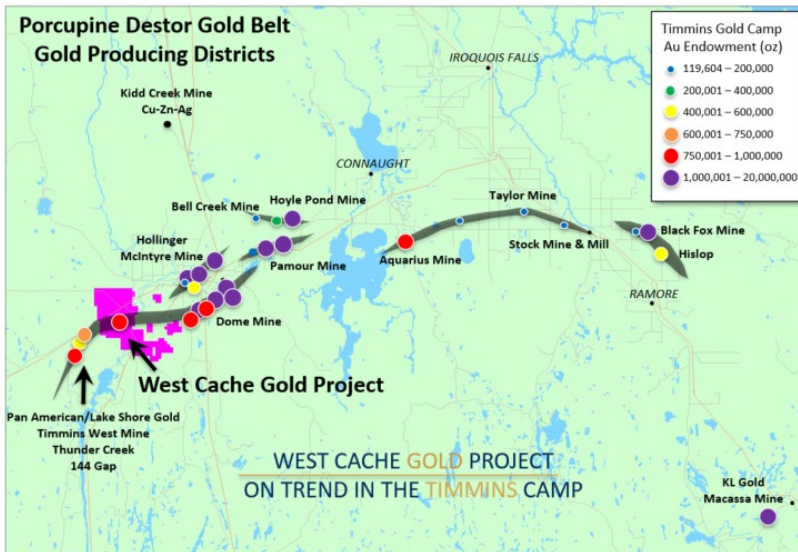 Porcupine Destor Gold Belt
Gold Producing Districts
Timmins Gold Camp
Au Endowment (oz)
119,604 – 200,000
200,001 – 400,000
400,001 – 600,000
600,001 – 750,000
750,001 – 1,000,000
1,000,001 – 20,000,000
IROQUOIS FALLS
Kidd Creek Mine
Cu-Zn-Ag
CONNAUGHT
Bell Creek Mine
Hoyle Pond Mine
Taylor Mine
Stock Mine & Mill
Black Fox Mine
Hislop
Hollinger
McIntyre Mine
Pamour Mine
Aquarius Mine
RAMORE
Dome Mine
West Cache Gold Project
Pan American/Lake Shore Gold
Timmins West Mine
Thunder Creek
144 Gap
WEST CACHE GOLD PROJECT
ON TREND IN THE TIMMINS CAMP
KL Gold
Macassa Mine